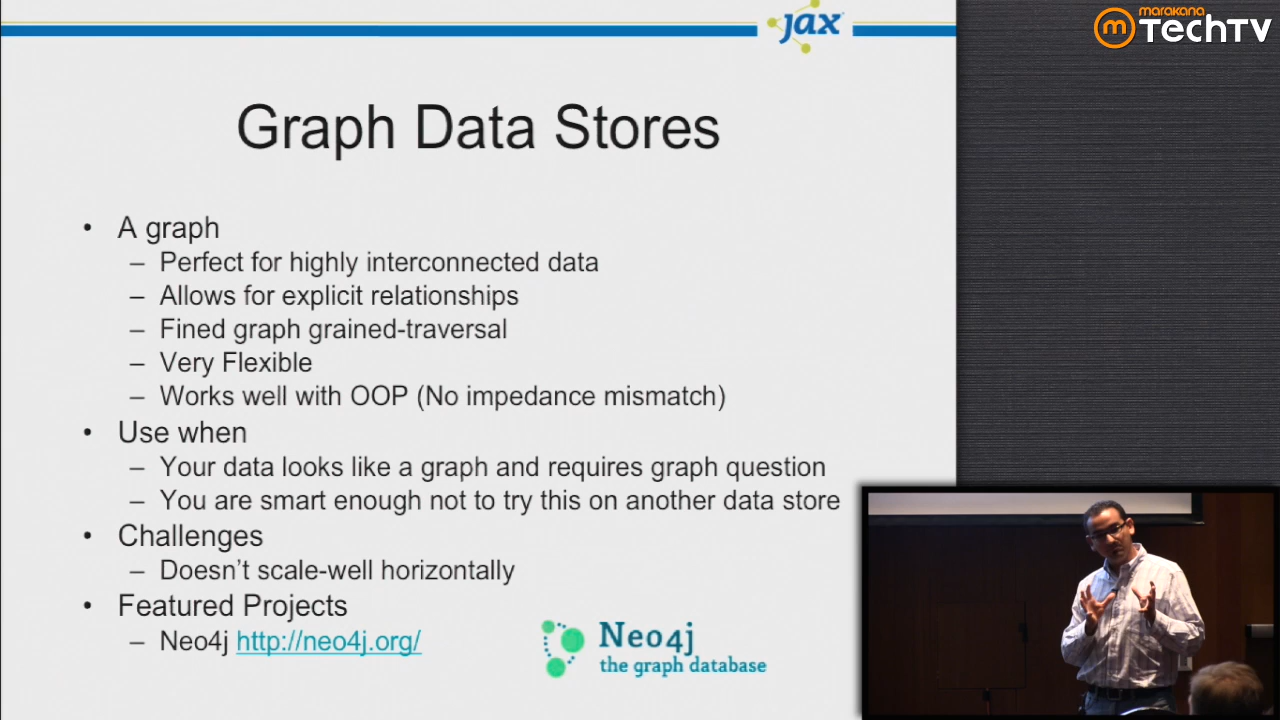 jax
marakana
m TechTV
Graph Data Stores
• A graph
– Perfect for highly interconnected data
– Allows for explicit relationships
– Fined graph grained-traversal
– Very Flexible
– Works well with OOP (No impedance mismatch)
• Use when
– Your data looks like a graph and requires graph question
– You are smart enough not to try this on another data store
• Challenges
– Doesn't scale-well horizontally
• Featured Projects
– Neo4j http://neo4j.org/
Neo4j
the graph database